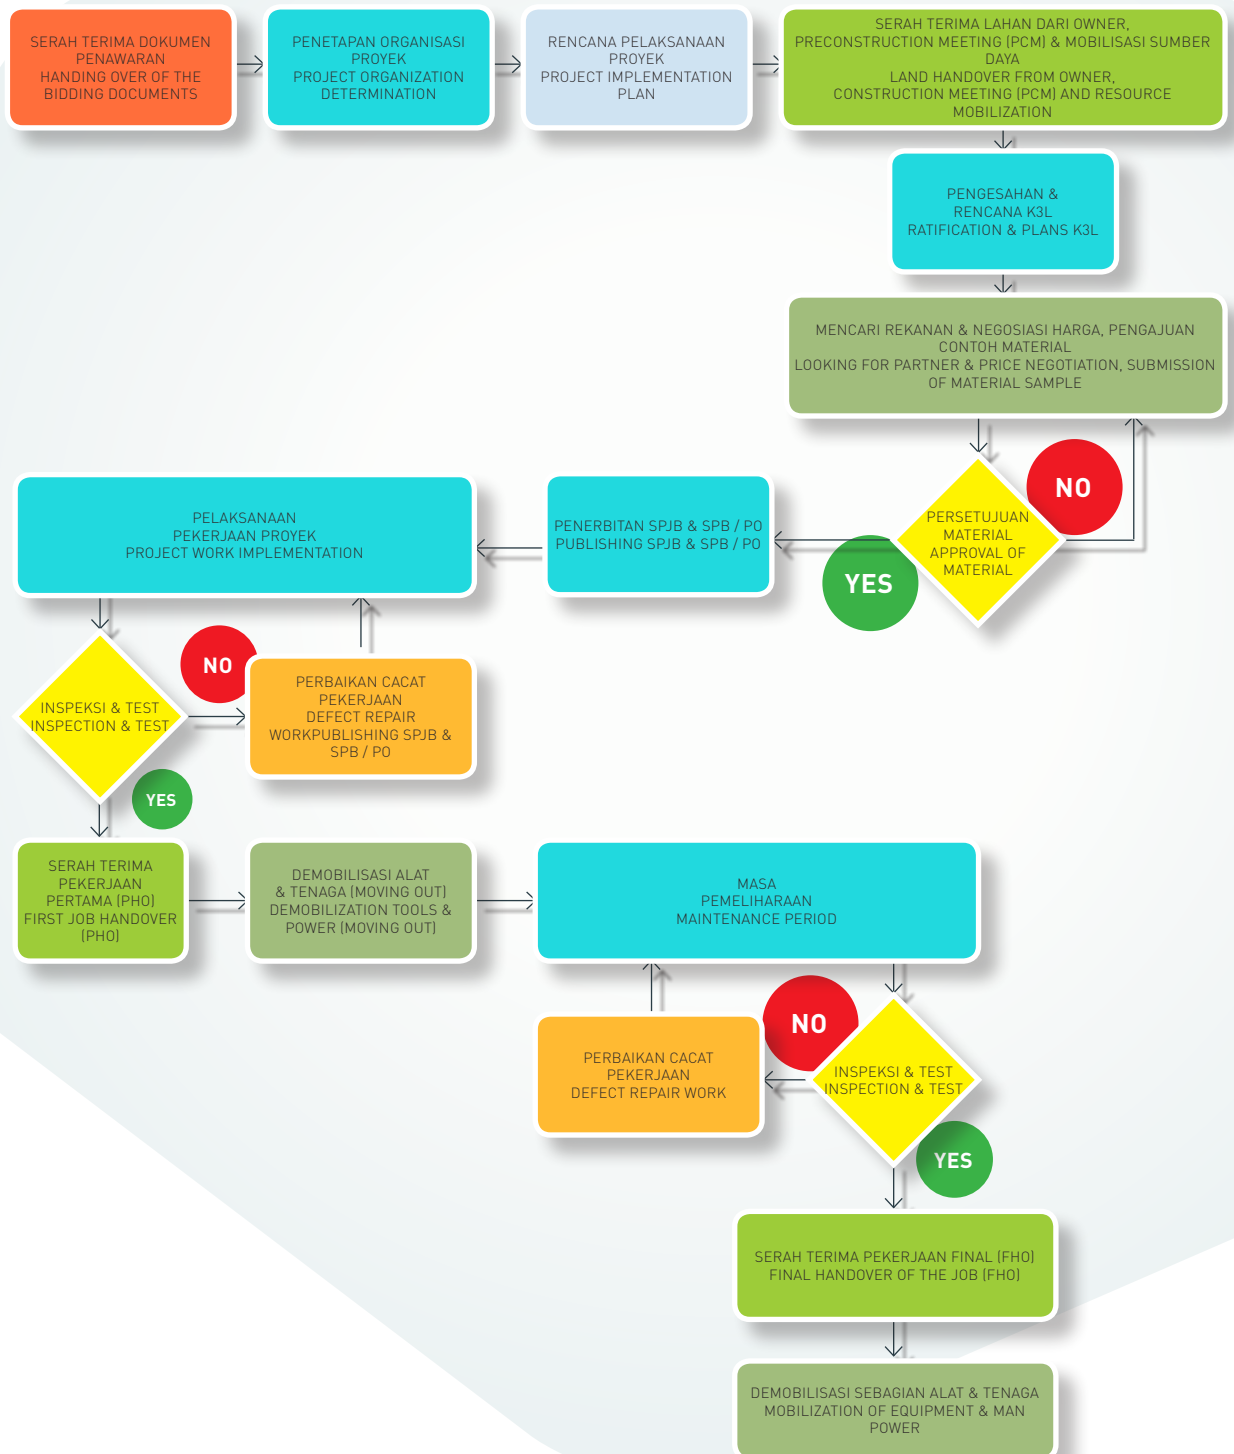 SERAH TERIMA DOKUMEN
PENAWARAN
HANDING OVER OF THE
BIDDING DOCUMENTS
PENETAPAN ORGANISASI
PROYEK
PROJECT ORGANIZATION
DETERMINATION
RENCANA PELAKSANAAN
PROYEK
PROJECT IMPLEMENTATION
PLAN
SERAH TERIMA LAHAN DARI OWNER,
PRECONSTRUCTION MEETING (PCM) & MOBILISASI SUMBER
DAYA
LAND HANDOVER FROM OWNER,
CONSTRUCTION MEETING (PCM) AND RESOURCE
MOBILIZATION
PENGESAHAN &
RENCANA K3L
RATIFICATION & PLANS K3L
MENCARI REKANAN & NEGOSIASI HARGA, PENGAJUAN
CONTOH MATERIAL
LOOKING FOR PARTNER & PRICE NEGOTIATION, SUBMISSION
OF MATERIAL SAMPLE
NO
PERSETUJUAN
MATERIAL
APPROVAL OF
MATERIAL
YES
PENERBITAN SPJB & SPB / PO
PUBLISHING SPJB & SPB / PO
PELAKSANAAN
PEKERJAAN PROYEK
PROJECT WORK IMPLEMENTATION
NO
INSPEKSI & TEST
INSPECTION & TEST
PERBAIKAN CACAT
PEKERJAAN
DEFECT REPAIR
WORKPUBLISHING SPJB &
SPB / PO
YES
SERAH TERIMA
PEKERJAAN
PERTAMA (PHO)
FIRST JOB HANDOVER
(PHO)
DEMOBILISASI ALAT
& TENAGA (MOVING OUT)
DEMOBILIZATION TOOLS &
POWER (MOVING OUT)
MASA
PEMELIHARAAN
MAINTENANCE PERIOD
NO
INSPEKSI & TEST
INSPECTION & TEST
PERBAIKAN CACAT
PEKERJAAN
DEFECT REPAIR WORK
YES
SERAH TERIMA PEKERJAAN FINAL (FHO)
FINAL HANDOVER OF THE JOB (FHO)
DEMOBILISASI SEBAGIAN ALAT & TENAGA
MOBILIZATION OF EQUIPMENT & MAN
POWER